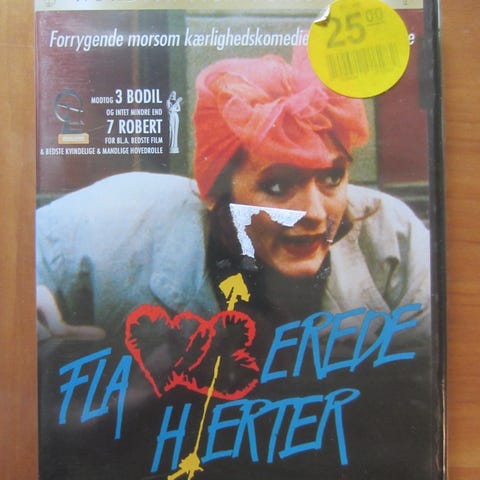 Forrygende morsom kærlighedskomedie
25.00
MODTOG 3 BODIL
OG INTET MINDRE END
7 ROBERT
FOR BL.A. BEDSTE FILM
& BEDSTE KVINDELIGE & MANDLIGE HOVEDROLLE
FLA EREDE
HJERTER